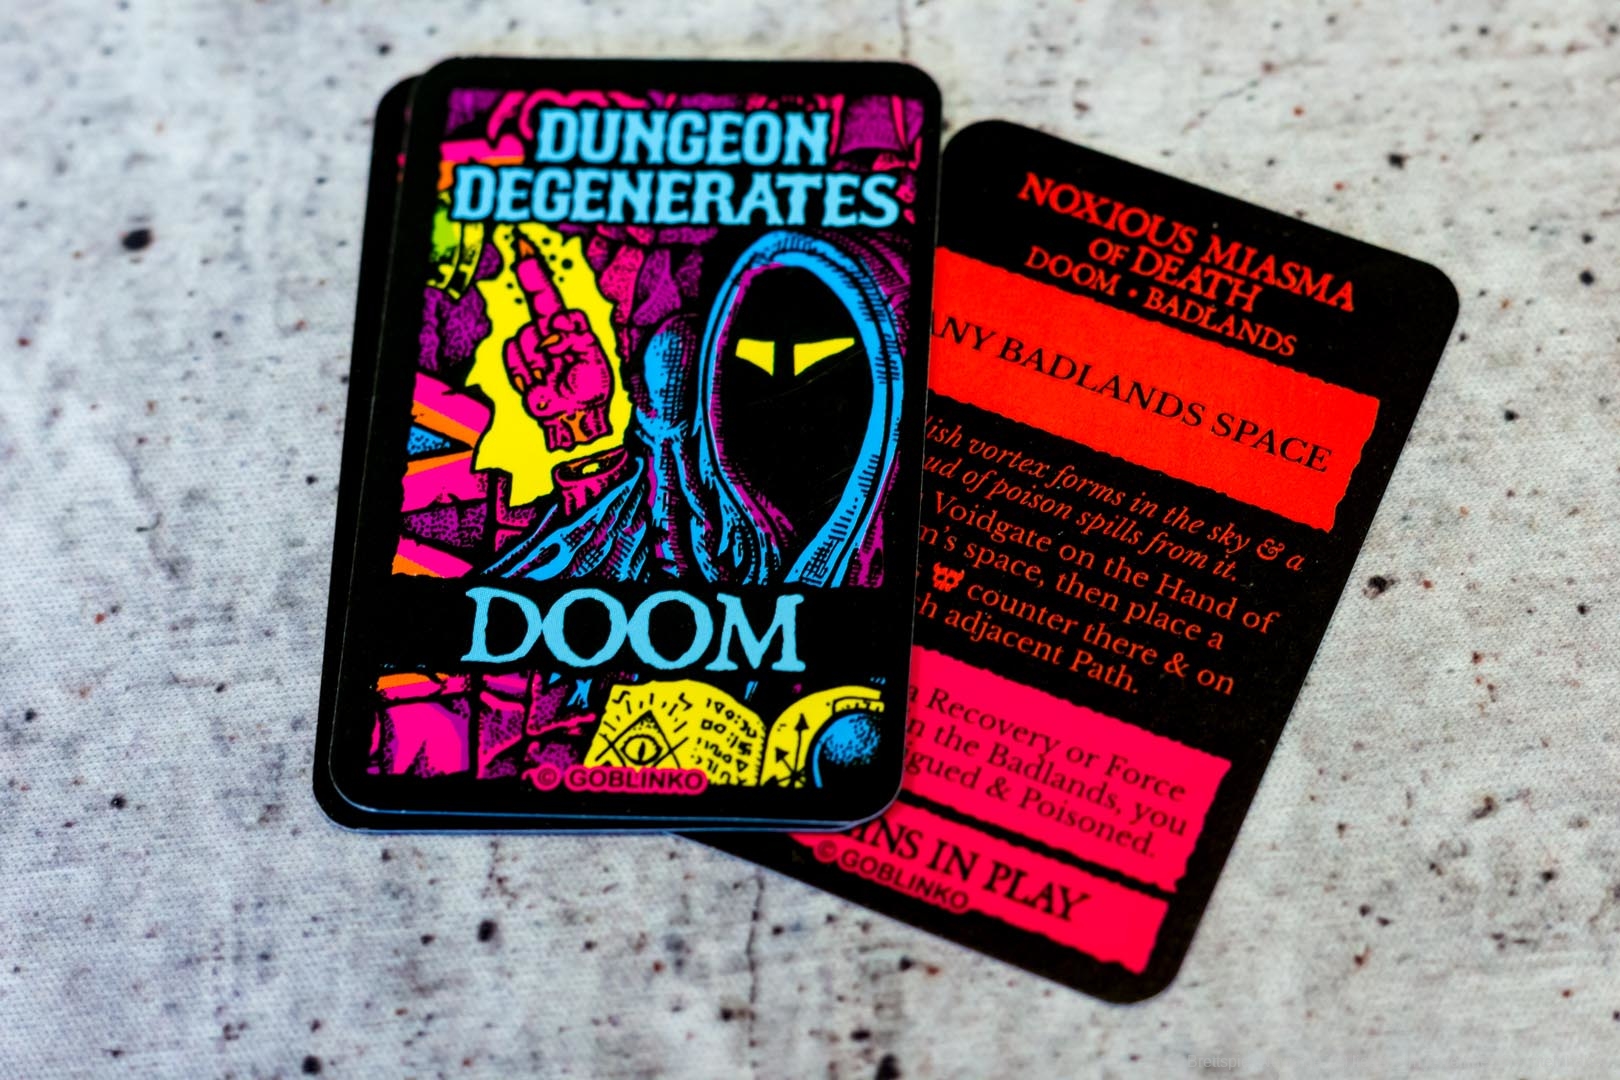 DUNGEON
DEGENERATES
DOOM
© GOBLINKO
NOXIOUS MIASMA
OF DEATH
DOOM • BADLANDS
BADLANDS SPACE
vortex forms in the sky & a
of poison spills from it.
Voidgate on the Hand of
space, then place a
counter there & on
adjacent Path.
Recovery or Force
the Badlands, you
& Poisoned.
IN PLAY
© GOBLINKO